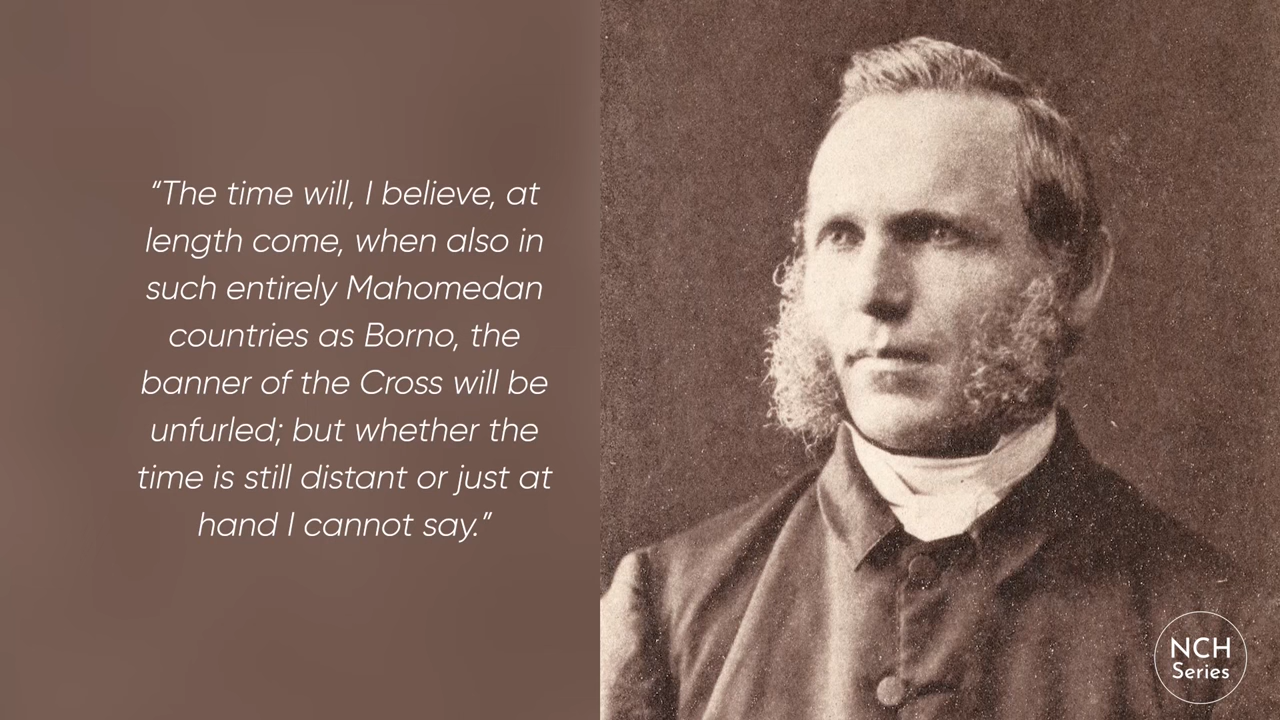 “The time will, I believe, at
length come, when also in
such entirely Mahomedan
countries as Borno, the
banner of the Cross will be
unfurled; but whether the
time is still distant or just at
hand I cannot say.”
NCH
Series